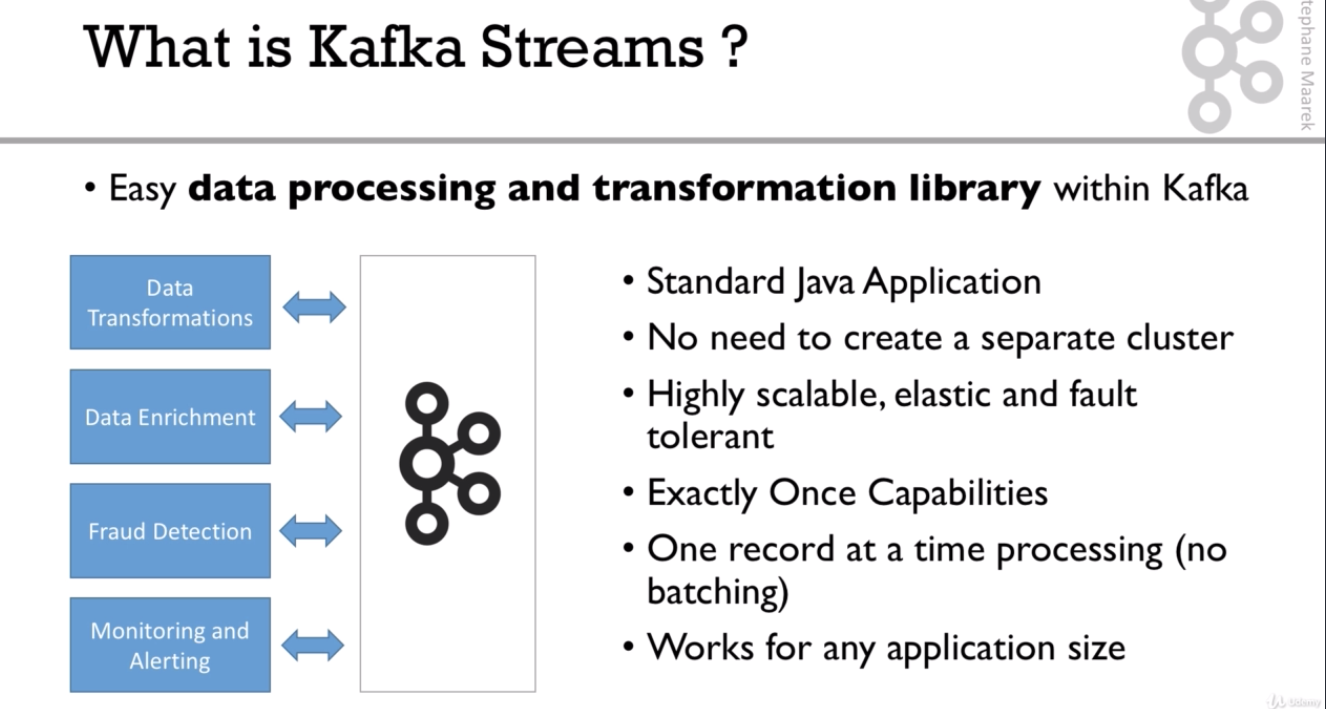 What is Kafka Streams ?
tephane Maarek
• Easy data processing and transformation library within Kafka
Data
Transformations
Data Enrichment
Fraud Detection
Monitoring and
Alerting
• Standard Java Application
• No need to create a separate cluster
• Highly scalable, elastic and fault
tolerant
• Exactly Once Capabilities
• One record at a time processing (no
batching)
• Works for any application size
Udemy